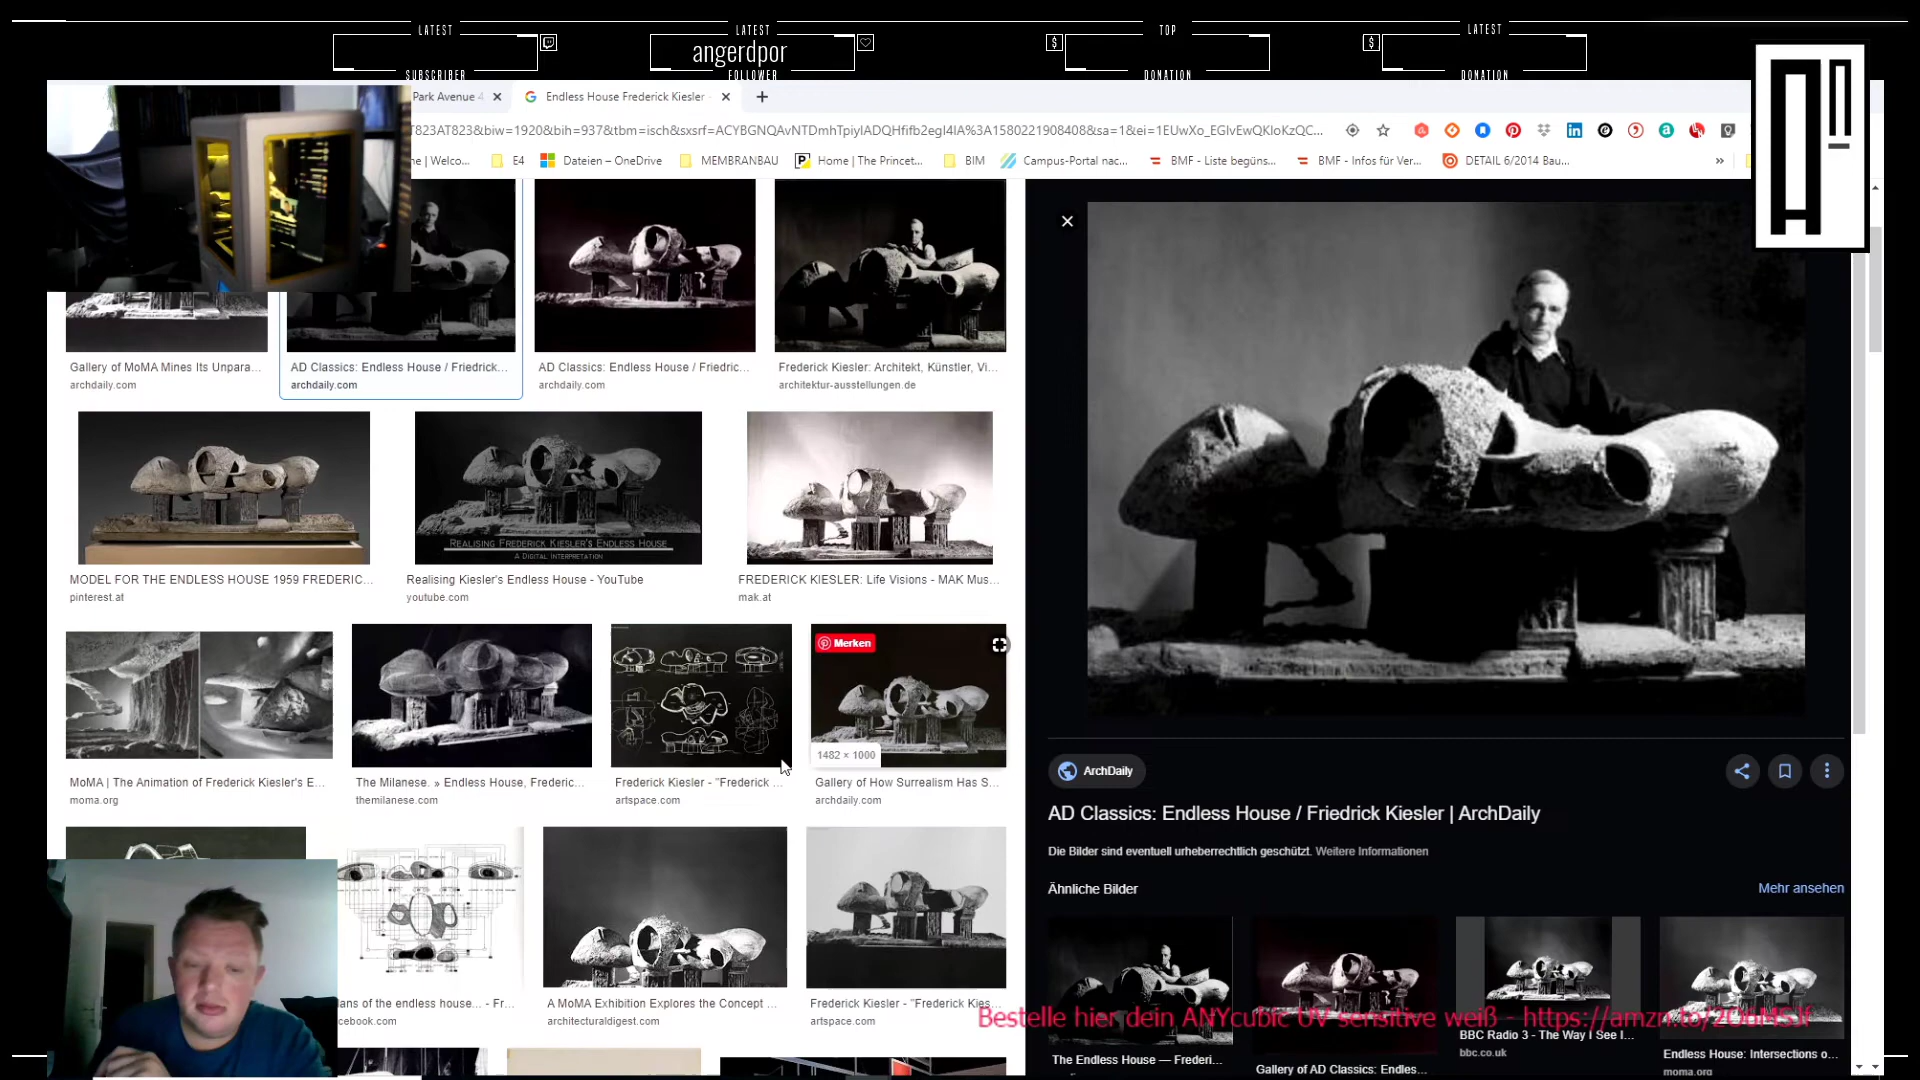 LATEST
SUBSCRIBER
LATEST
angerdpor
FOLLOWER
TOP
DONATION
LATEST
DONATION
Park Avenue 4
Endless House Frederick Kiesler
ne | Welco...
E4
Dateien – OneDrive
MEMBRANBAU
Home | The Princet...
BIM
Campus-Portal nac...
BMF - Liste begüns...
BMF - Infos für Ver...
DETAIL 6/2014 Bau...
»
Gallery of MoMA Mines Its Unpara...
archdaily.com
AD Classics: Endless House / Friedrick...
archdaily.com
AD Classics: Endless House / Friedric...
archdaily.com
Frederick Kiesler: Architekt, Künstler, Vi...
architektur-ausstellungen.de
REALISING FREDERICK KIESLER'S ENDLESS HOUSE
A DIGITAL INTERPRETATION
MODEL FOR THE ENDLESS HOUSE 1959 FREDERIC...
pinterest.at
Realising Kiesler's Endless House - YouTube
youtube.com
FREDERICK KIESLER: Life Visions - MAK Mus...
mak.at
Merken
1482 × 1000
MoMA | The Animation of Frederick Kiesler's E...
moma.org
The Milanese. » Endless House, Frederic...
themilanese.com
Frederick Kiesler - "Frederick ...
artspace.com
Gallery of How Surrealism Has S...
archdaily.com
ans of the endless house... - Fr...
cebook.com
A MoMA Exhibition Explores the Concept ...
architecturaldigest.com
Frederick Kiesler - "Frederick Kies...
artspace.com
ArchDaily
AD Classics: Endless House / Friedrick Kiesler | ArchDaily
Die Bilder sind eventuell urheberrechtlich geschützt. Weitere Informationen
Ähnliche Bilder
Mehr ansehen
Bestelle hier dein ANYcubic UV sensitive weiß -
The Endless House — Frederi...
Gallery of AD Classics: Endles...
BBC Radio 3 - The Way I See I...
bbc.co.uk
Endless House: Intersections o...
moma.org